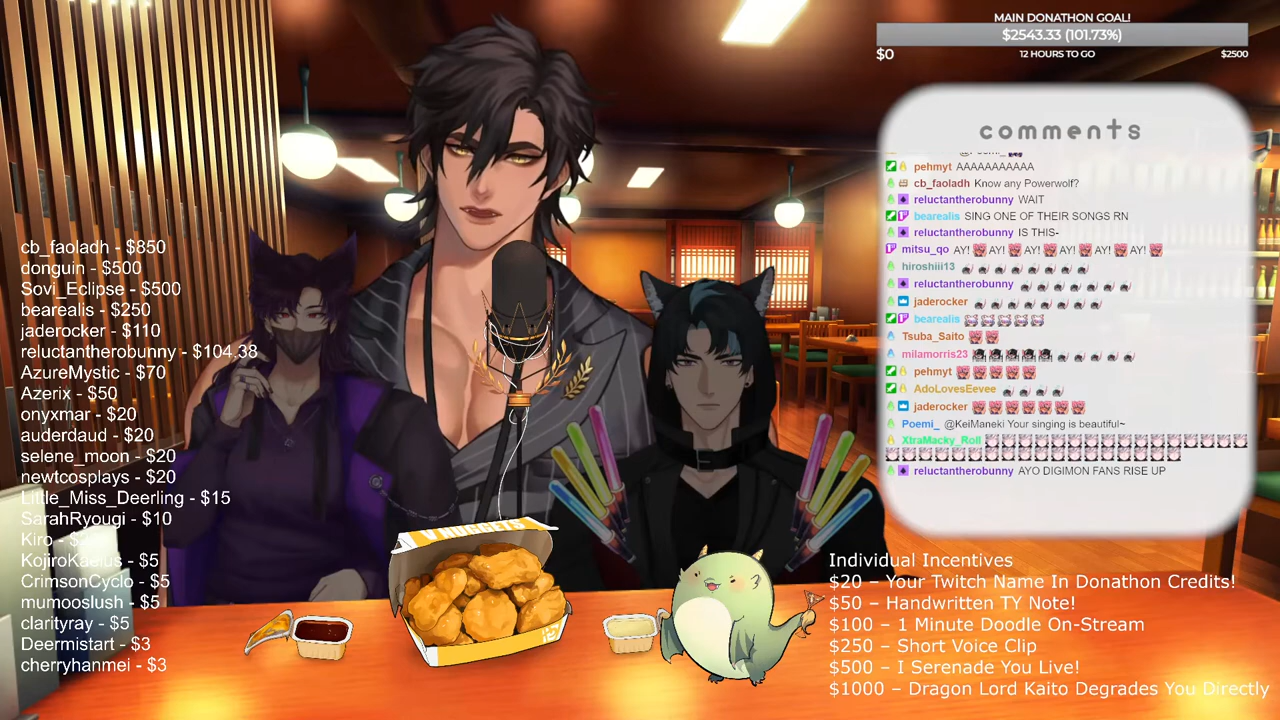 MAIN DONATHON GOAL!
$2543.33 (101.73%)
$0
12 HOURS TO GO
$2500
comments
pehmyt AAAAAAAAAAA
cb_faoladh Know any Powerwolf?
reluctantherobunny WAIT
bearealis SING ONE OF THEIR SONGS RN
reluctantherobunny IS THIS-
mitsu_qo AY! AY! AY! AY! AY! AY! AY!
hiroshiii13
reluctantherobunny
jaderocker
bearealis
Tsuba_Saito
milamorris23
pehmyt
AdoLovesEevee
jaderocker
Poemi_ @KeiManeki Your singing is beautiful~
XtraMacky_Roll
reluctantherobunny AYO DIGIMON FANS RISE UP
cb_faoladh - $850
donguin - $500
Sovi_Eclipse - $500
bearealis - $250
jaderocker - $110
reluctantherobunny - $104.38
AzureMystic - $70
Azerix - $50
onyxmar - $20
auderdaud - $20
selene_moon - $20
newtcosplays - $20
Little_Miss_Deerling - $15
SarahRyougi - $10
Kiro -
KojiroKaelus - $5
CrimsonCyclo - $5
mumooslush - $5
clarityray - $5
Deermistart - $3
cherryhanmei - $3
V NUGGETS
Individual Incentives
$20 – Your Twitch Name In Donathon Credits!
$50 – Handwritten TY Note!
$100 – 1 Minute Doodle On-Stream
$250 – Short Voice Clip
$500 – I Serenade You Live!
$1000 – Dragon Lord Kaito Degrades You Directly